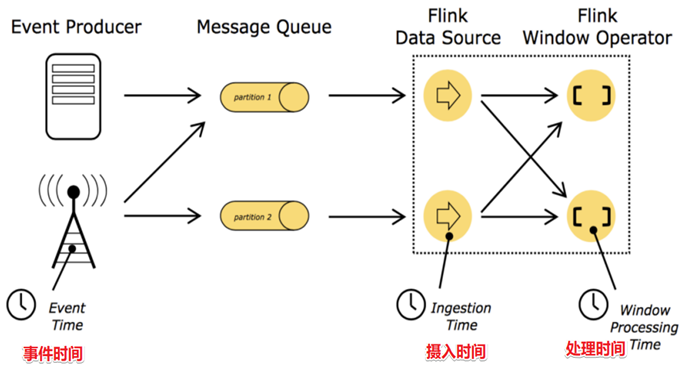 Event Producer
Message Queue
Flink
Data Source
Flink
Window Operator
partition 1
partition 2
Event
Time
事件时间
Ingestion
Time
摄入时间
Window
Processing
Time
处理时间